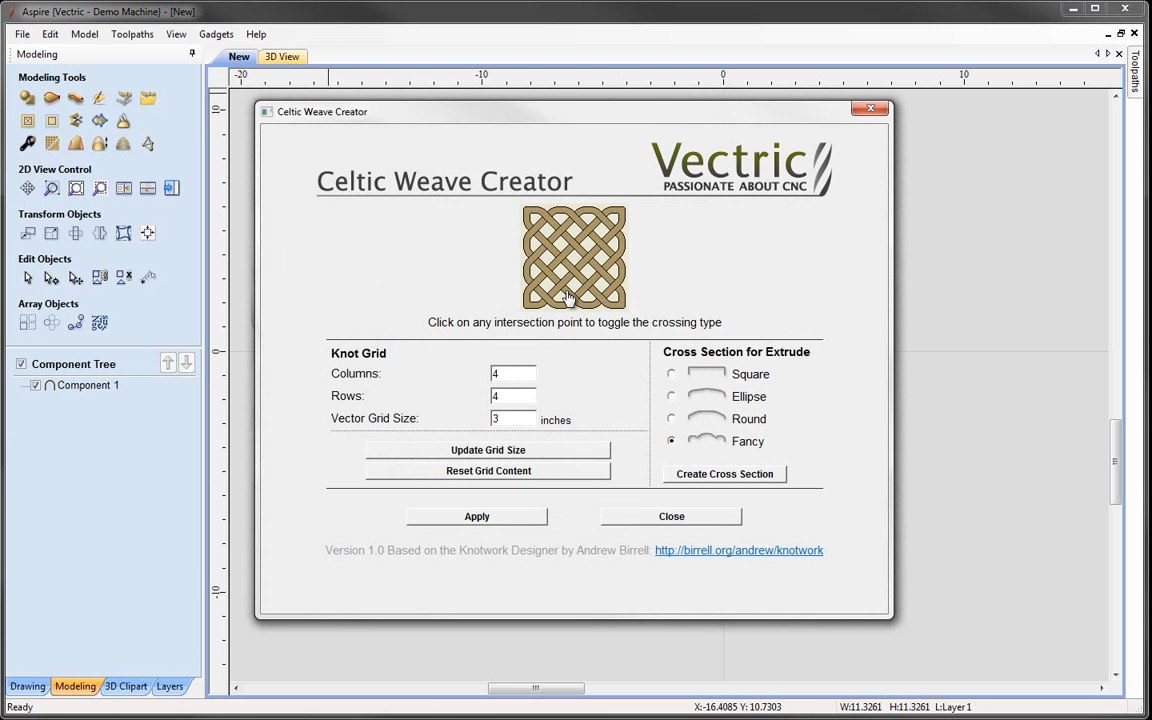 Aspire {Vectric - Demo Machine} - [New]
File Edit Model Toolpaths View Gadgets Help
Modeling
New 3D View
Toolpaths
-20 -10 0 10
10
0
-10
Modeling Tools
2D View Control
Transform Objects
Edit Objects
Array Objects
Component Tree
Component 1
Celtic Weave Creator
Celtic Weave Creator
Vectric
PASSIONATE ABOUT CNC
Click on any intersection point to toggle the crossing type
Knot Grid
Columns: 4
Rows: 4
Vector Grid Size: 3 inches
Update Grid Size
Reset Grid Content
Cross Section for Extrude
Square
Ellipse
Round
Fancy
Create Cross Section
Apply Close
Version 1.0 Based on the Knotwork Designer by Andrew Birrell: http://birrell.org/andrew/knotwork
Drawing Modeling 3D Clipart Layers
Ready X:-16.4085 Y: 10.7303 W:11.3261 H:11.3261 L:Layer1